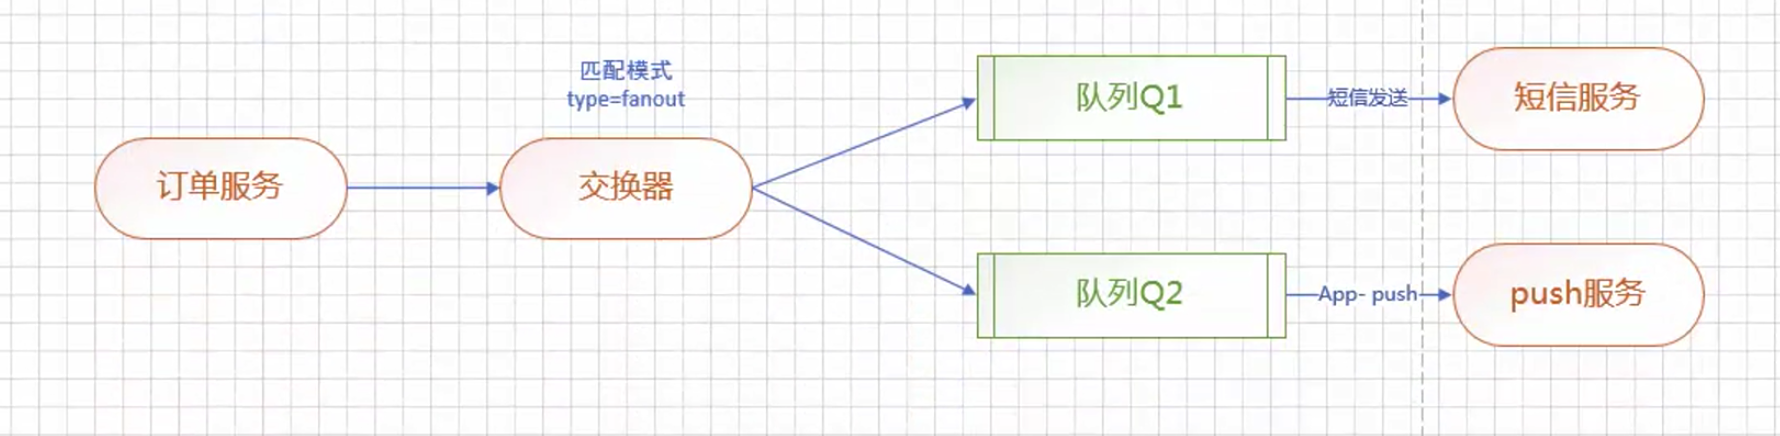 匹配模式
type=fanout
订单服务
交换器
队列Q1
短信发送
短信服务
队列Q2
App- push
push服务